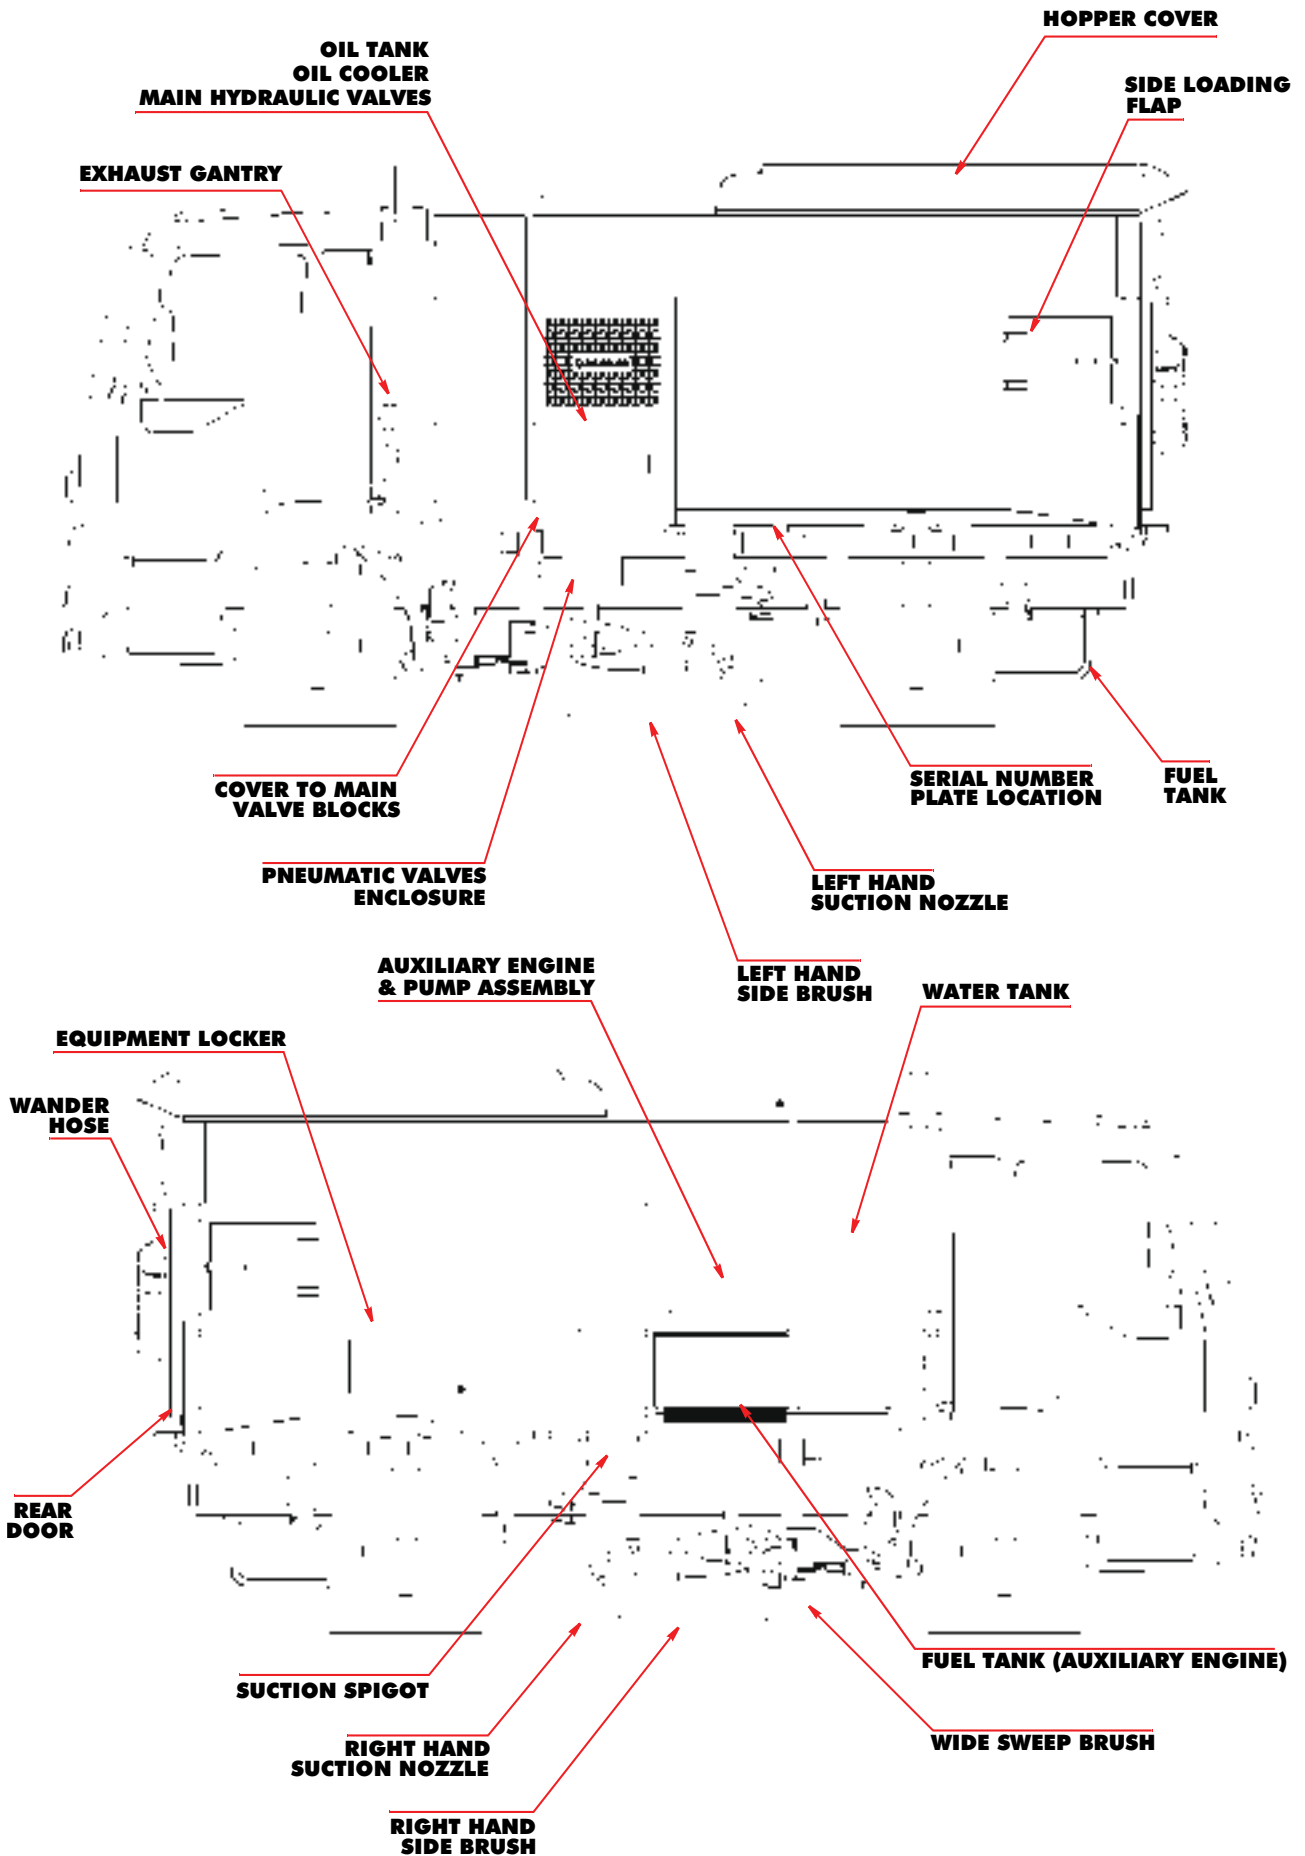 HOPPER COVER
OIL TANK
OIL COOLER
MAIN HYDRAULIC VALVES
SIDE LOADING
FLAP
EXHAUST GANTRY
COVER TO MAIN
VALVE BLOCKS
SERIAL NUMBER
PLATE LOCATION
FUEL
TANK
PNEUMATIC VALVES
ENCLOSURE
LEFT HAND
SUCTION NOZZLE
LEFT HAND
SIDE BRUSH
AUXILIARY ENGINE
& PUMP ASSEMBLY
WATER TANK
EQUIPMENT LOCKER
WANDER
HOSE
REAR
DOOR
FUEL TANK (AUXILIARY ENGINE)
SUCTION SPIGOT
WIDE SWEEP BRUSH
RIGHT HAND
SUCTION NOZZLE
RIGHT HAND
SIDE BRUSH